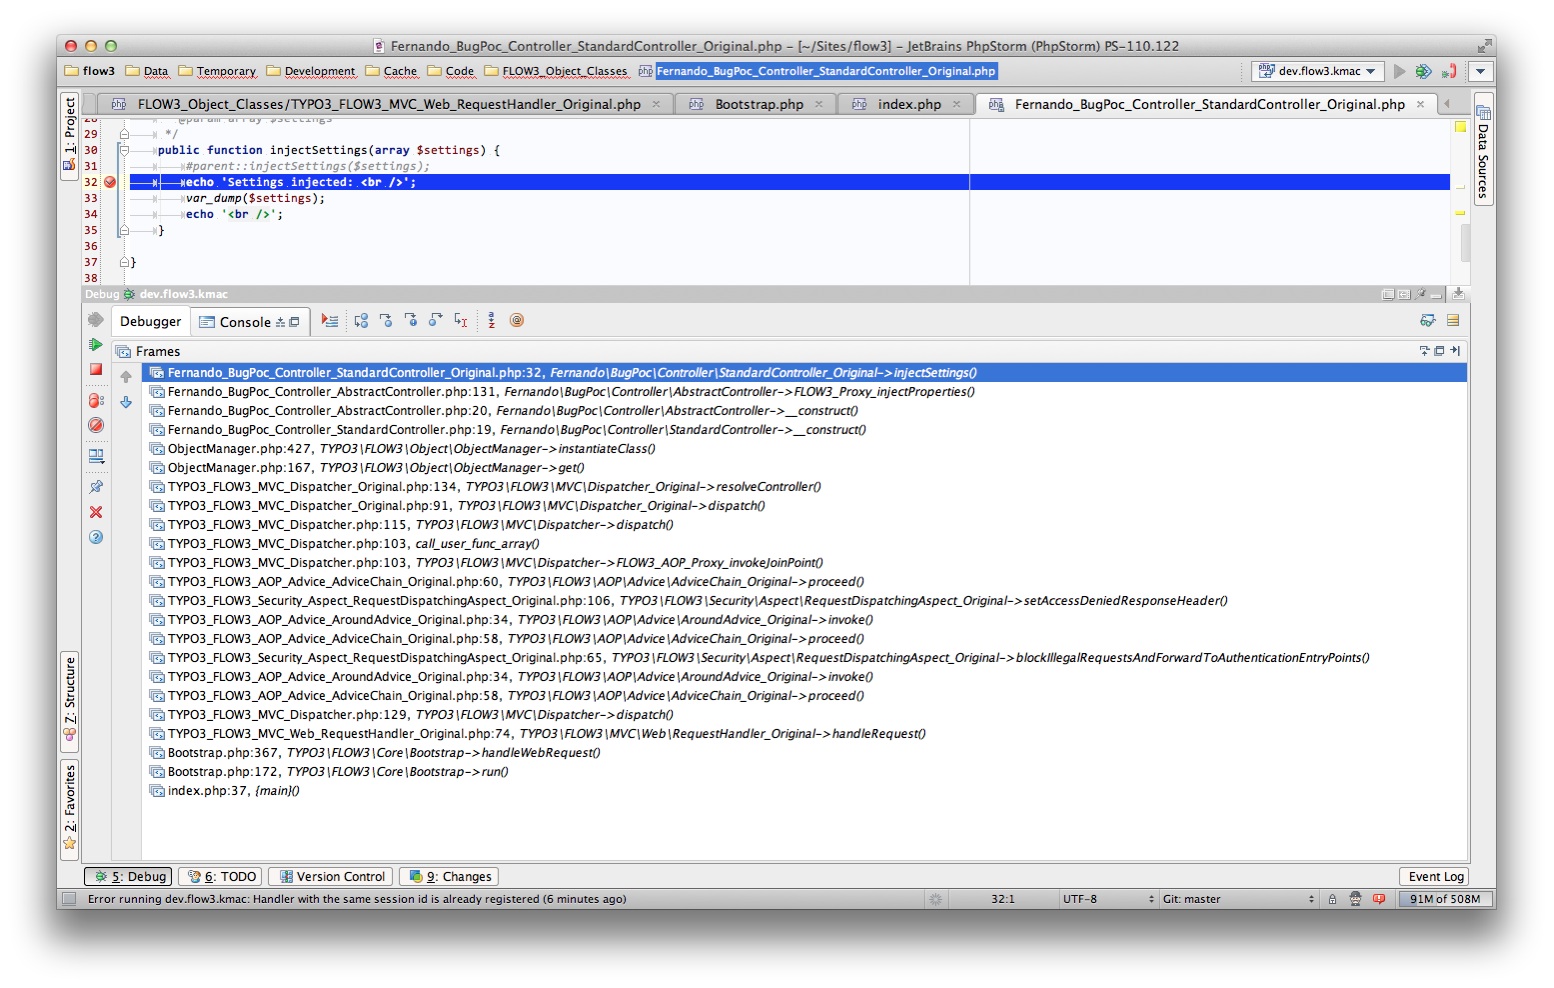 Fernando_BugPoc_Controller_StandardController_Original.php – [~/Sites/flow3] – JetBrains PhpStorm (PhpStorm) PS-110.122
flow3 Data Temporary Development Cache Code FLOW3_Object_Classes Fernando_BugPoc_Controller_StandardController_Original.php dev.flow3.kmac
FLOW3_Object_Classes/TYPO3_FLOW3_MVC_Web_RequestHandler_Original.php Bootstrap.php index.php Fernando_BugPoc_Controller_StandardController_Original.php
1: Project
Data Sources
28 @param array $settings
29 */
30 public function injectSettings(array $settings) {
31 #parent::injectSettings($settings);
32 echo 'Settings injected: <br />';
33 var_dump($settings);
34 echo '<br />';
35 }
36
37 }
38
Debug dev.flow3.kmac
Debugger Console
Frames
Fernando_BugPoc_Controller_StandardController_Original.php:32, Fernando\BugPoc\Controller\StandardController_Original->injectSettings()
Fernando_BugPoc_Controller_AbstractController.php:131, Fernando\BugPoc\Controller\AbstractController->FLOW3_Proxy_injectProperties()
Fernando_BugPoc_Controller_AbstractController.php:20, Fernando\BugPoc\Controller\AbstractController->__construct()
Fernando_BugPoc_Controller_StandardController.php:19, Fernando\BugPoc\Controller\StandardController->__construct()
ObjectManager.php:427, TYPO3\FLOW3\Object\ObjectManager->instantiateClass()
ObjectManager.php:167, TYPO3\FLOW3\Object\ObjectManager->get()
TYPO3_FLOW3_MVC_Dispatcher_Original.php:134, TYPO3\FLOW3\MVC\Dispatcher_Original->resolveController()
TYPO3_FLOW3_MVC_Dispatcher_Original.php:91, TYPO3\FLOW3\MVC\Dispatcher_Original->dispatch()
TYPO3_FLOW3_MVC_Dispatcher.php:115, TYPO3\FLOW3\MVC\Dispatcher->dispatch()
TYPO3_FLOW3_MVC_Dispatcher.php:103, call_user_func_array()
TYPO3_FLOW3_MVC_Dispatcher.php:103, TYPO3\FLOW3\MVC\Dispatcher->FLOW3_AOP_Proxy_invokeJoinPoint()
TYPO3_FLOW3_AOP_Advice_AdviceChain_Original.php:60, TYPO3\FLOW3\AOP\Advice\AdviceChain_Original->proceed()
TYPO3_FLOW3_Security_Aspect_RequestDispatchingAspect_Original.php:106, TYPO3\FLOW3\Security\Aspect\RequestDispatchingAspect_Original->setAccessDeniedResponseHeader()
TYPO3_FLOW3_AOP_Advice_AroundAdvice_Original.php:34, TYPO3\FLOW3\AOP\Advice\AroundAdvice_Original->invoke()
TYPO3_FLOW3_AOP_Advice_AdviceChain_Original.php:58, TYPO3\FLOW3\AOP\Advice\AdviceChain_Original->proceed()
TYPO3_FLOW3_Security_Aspect_RequestDispatchingAspect_Original.php:65, TYPO3\FLOW3\Security\Aspect\RequestDispatchingAspect_Original->blockIllegalRequestsAndForwardToAuthenticationEntryPoints()
TYPO3_FLOW3_AOP_Advice_AroundAdvice_Original.php:34, TYPO3\FLOW3\AOP\Advice\AroundAdvice_Original->invoke()
TYPO3_FLOW3_AOP_Advice_AdviceChain_Original.php:58, TYPO3\FLOW3\AOP\Advice\AdviceChain_Original->proceed()
TYPO3_FLOW3_MVC_Dispatcher.php:129, TYPO3\FLOW3\MVC\Dispatcher->dispatch()
TYPO3_FLOW3_MVC_Web_RequestHandler_Original.php:74, TYPO3\FLOW3\MVC\Web\RequestHandler_Original->handleRequest()
Bootstrap.php:367, TYPO3\FLOW3\Core\Bootstrap->handleWebRequest()
Bootstrap.php:172, TYPO3\FLOW3\Core\Bootstrap->run()
index.php:37, {main}()
7: Structure
2: Favorites
5: Debug 6: TODO Version Control 9: Changes Event Log
Error running dev.flow3.kmac: Handler with the same session id is already registered (6 minutes ago) 32:1 UTF-8 Git: master 91M of 508M